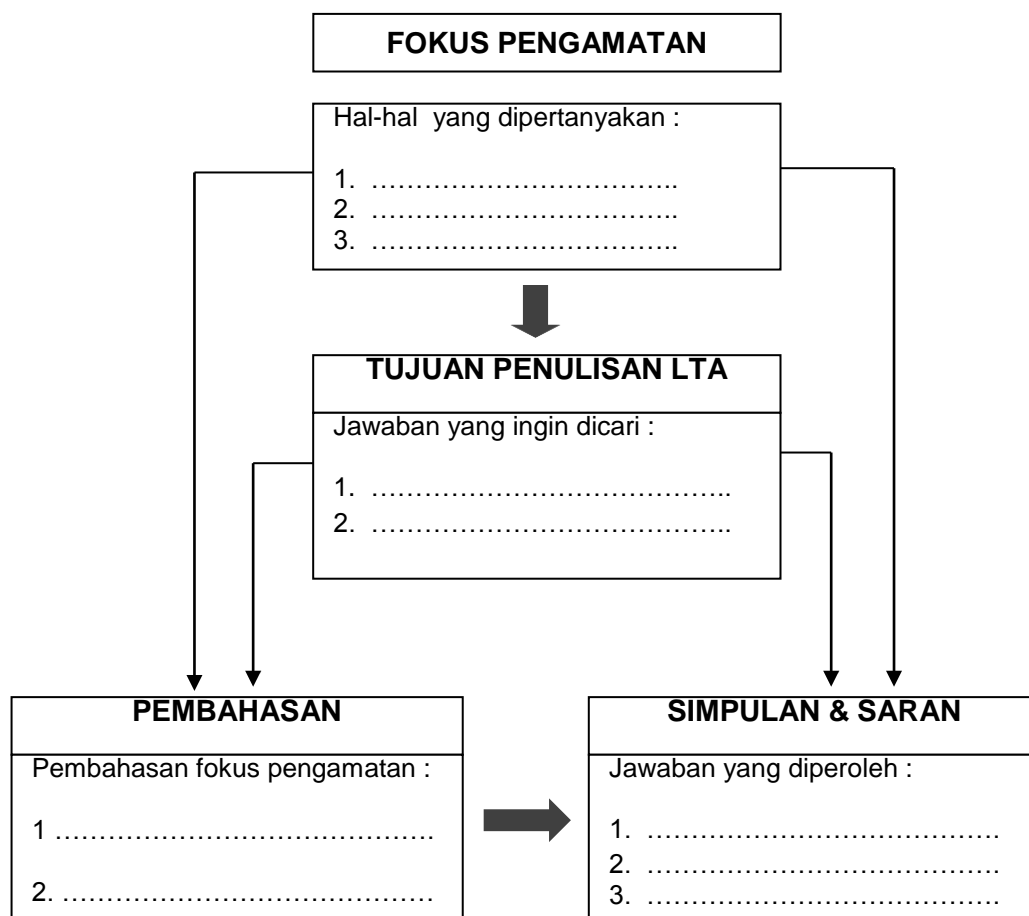 FOKUS PENGAMATAN
Hal-hal yang dipertanyakan :
1. ……………………………..
2. ……………………………..
3. ……………………………..
TUJUAN PENULISAN LTA
Jawaban yang ingin dicari :
1. …………………………………..
2. …………………………………..
PEMBAHASAN
Pembahasan fokus pengamatan :
1 …………………………………….
2. ……………………………………
SIMPULAN & SARAN
Jawaban yang diperoleh :
1. ………………………………….
2. ………………………………….
3. ………………………………….